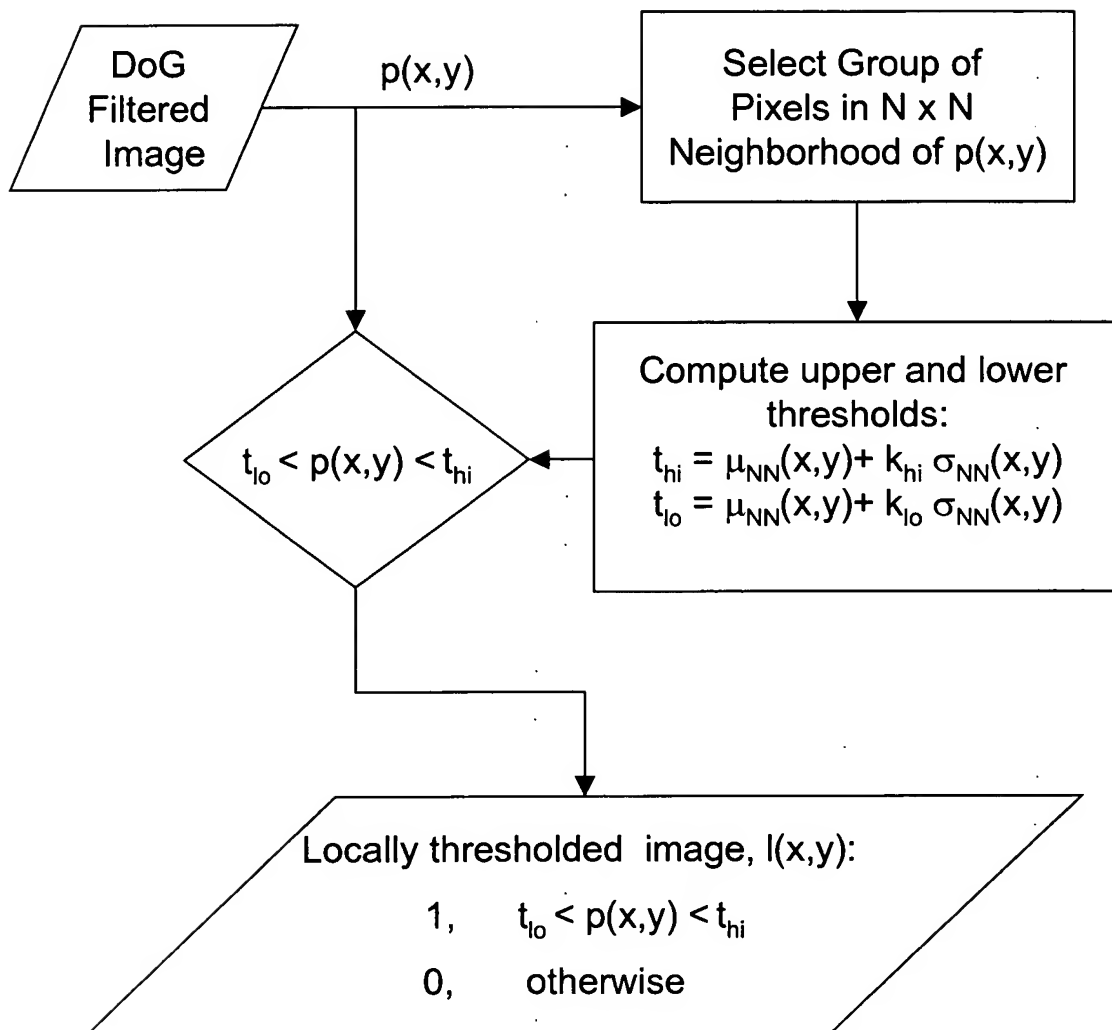 DoG
Filtered
Image
p(x,y)
Select Group of
Pixels in N x N
Neighborhood of p(x,y)
Compute upper and lower
thresholds:
t_hi = μ_NN(x,y)+ k_hi σ_NN(x,y)
t_lo = μ_NN(x,y)+ k_lo σ_NN(x,y)
t_lo < p(x,y) < t_hi
Locally thresholded image, l(x,y):
1, t_lo < p(x,y) < t_hi
0, otherwise